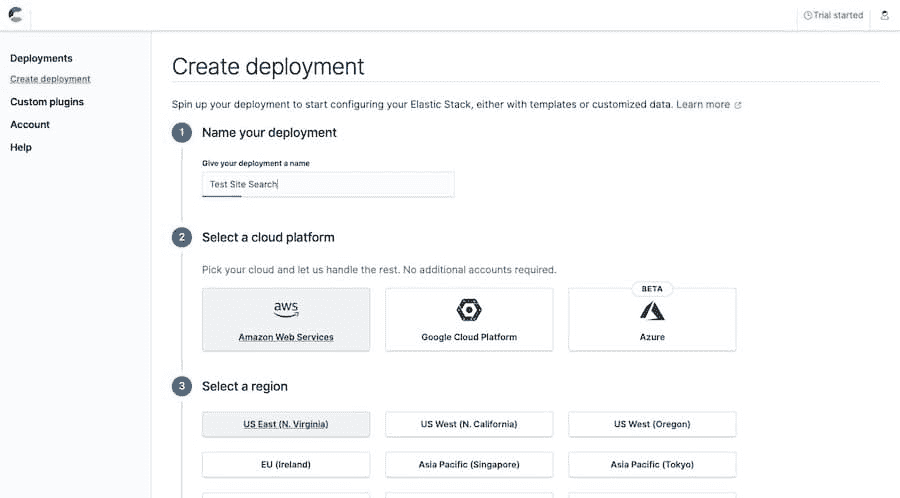 Trial started
Deployments
Create deployment
Custom plugins
Account
Help
Create deployment
Spin up your deployment to start configuring your Elastic Stack, either with templates or customized data. Learn more
1 Name your deployment
Give your deployment a name
Test Site Search
2 Select a cloud platform
Pick your cloud and let us handle the rest. No additional accounts required.
aws
Amazon Web Services
Google Cloud Platform
BETA
Azure
3 Select a region
US East (N. Virginia)
US West (N. California)
US West (Oregon)
EU (Ireland)
Asia Pacific (Singapore)
Asia Pacific (Tokyo)